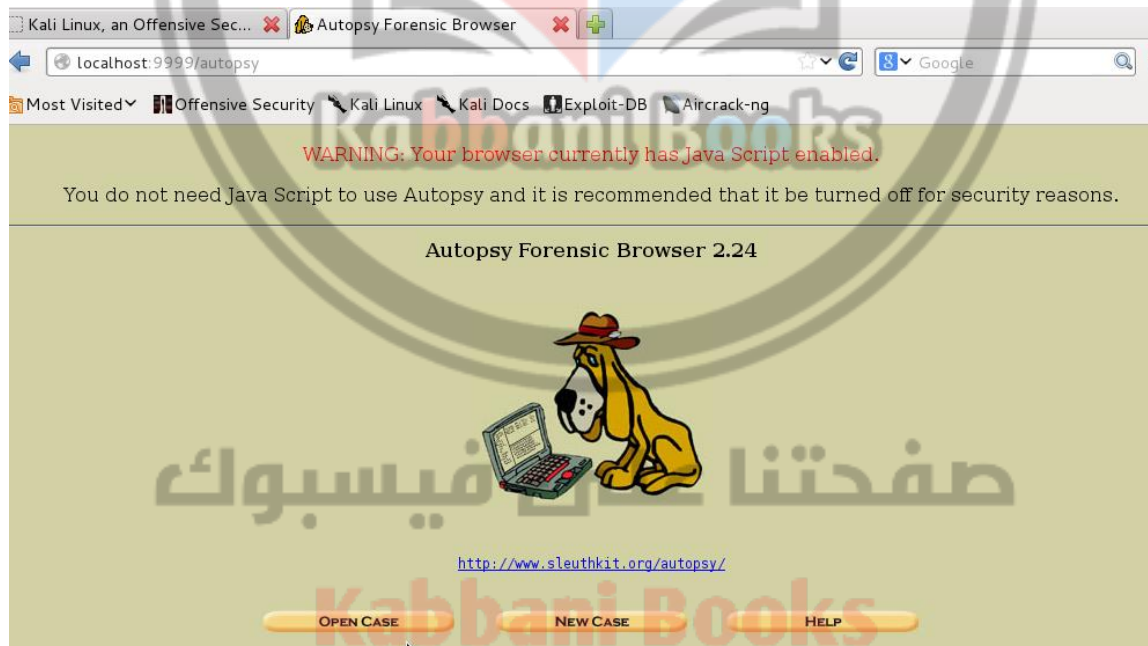 Kali Linux, an Offensive Sec... Autopsy Forensic Browser
localhost:9999/autopsy 8 Google
Most Visited Offensive Security Kali Linux Kali Docs Exploit-DB Aircrack-ng
Kabbani Books
WARNING: Your browser currently has Java Script enabled.
You do not need Java Script to use Autopsy and it is recommended that it be turned off for security reasons.
Autopsy Forensic Browser 2.24
صفحتنا على فيسبوك
http://www.sleuthkit.org/autopsy/
Kabbani Books
OPEN CASE NEW CASE HELP